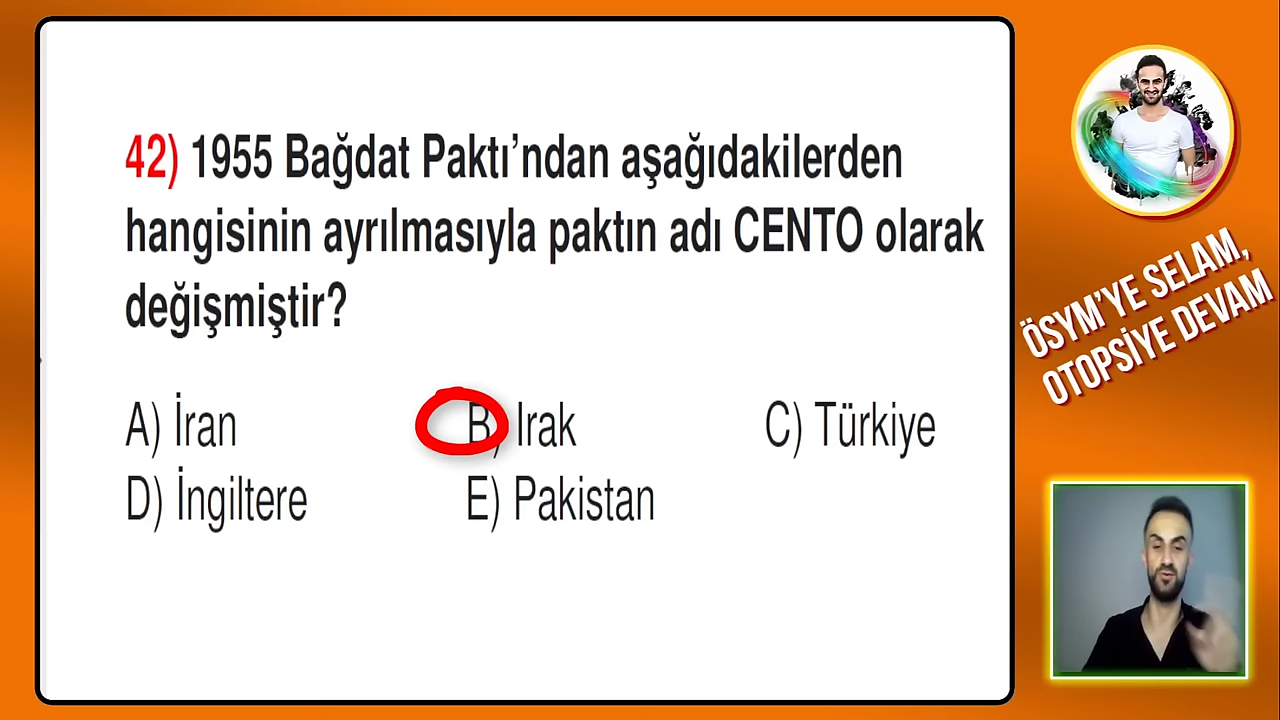 42) 1955 Bağdat Paktı’ndan aşağıdakilerden
hangisinin ayrılmasıyla paktın adı CENTO olarak
değişmiştir?
A) İran B) Irak C) Türkiye
D) İngiltere E) Pakistan
ÖSYM’YE SELAM,
OTOPSİYE DEVAM